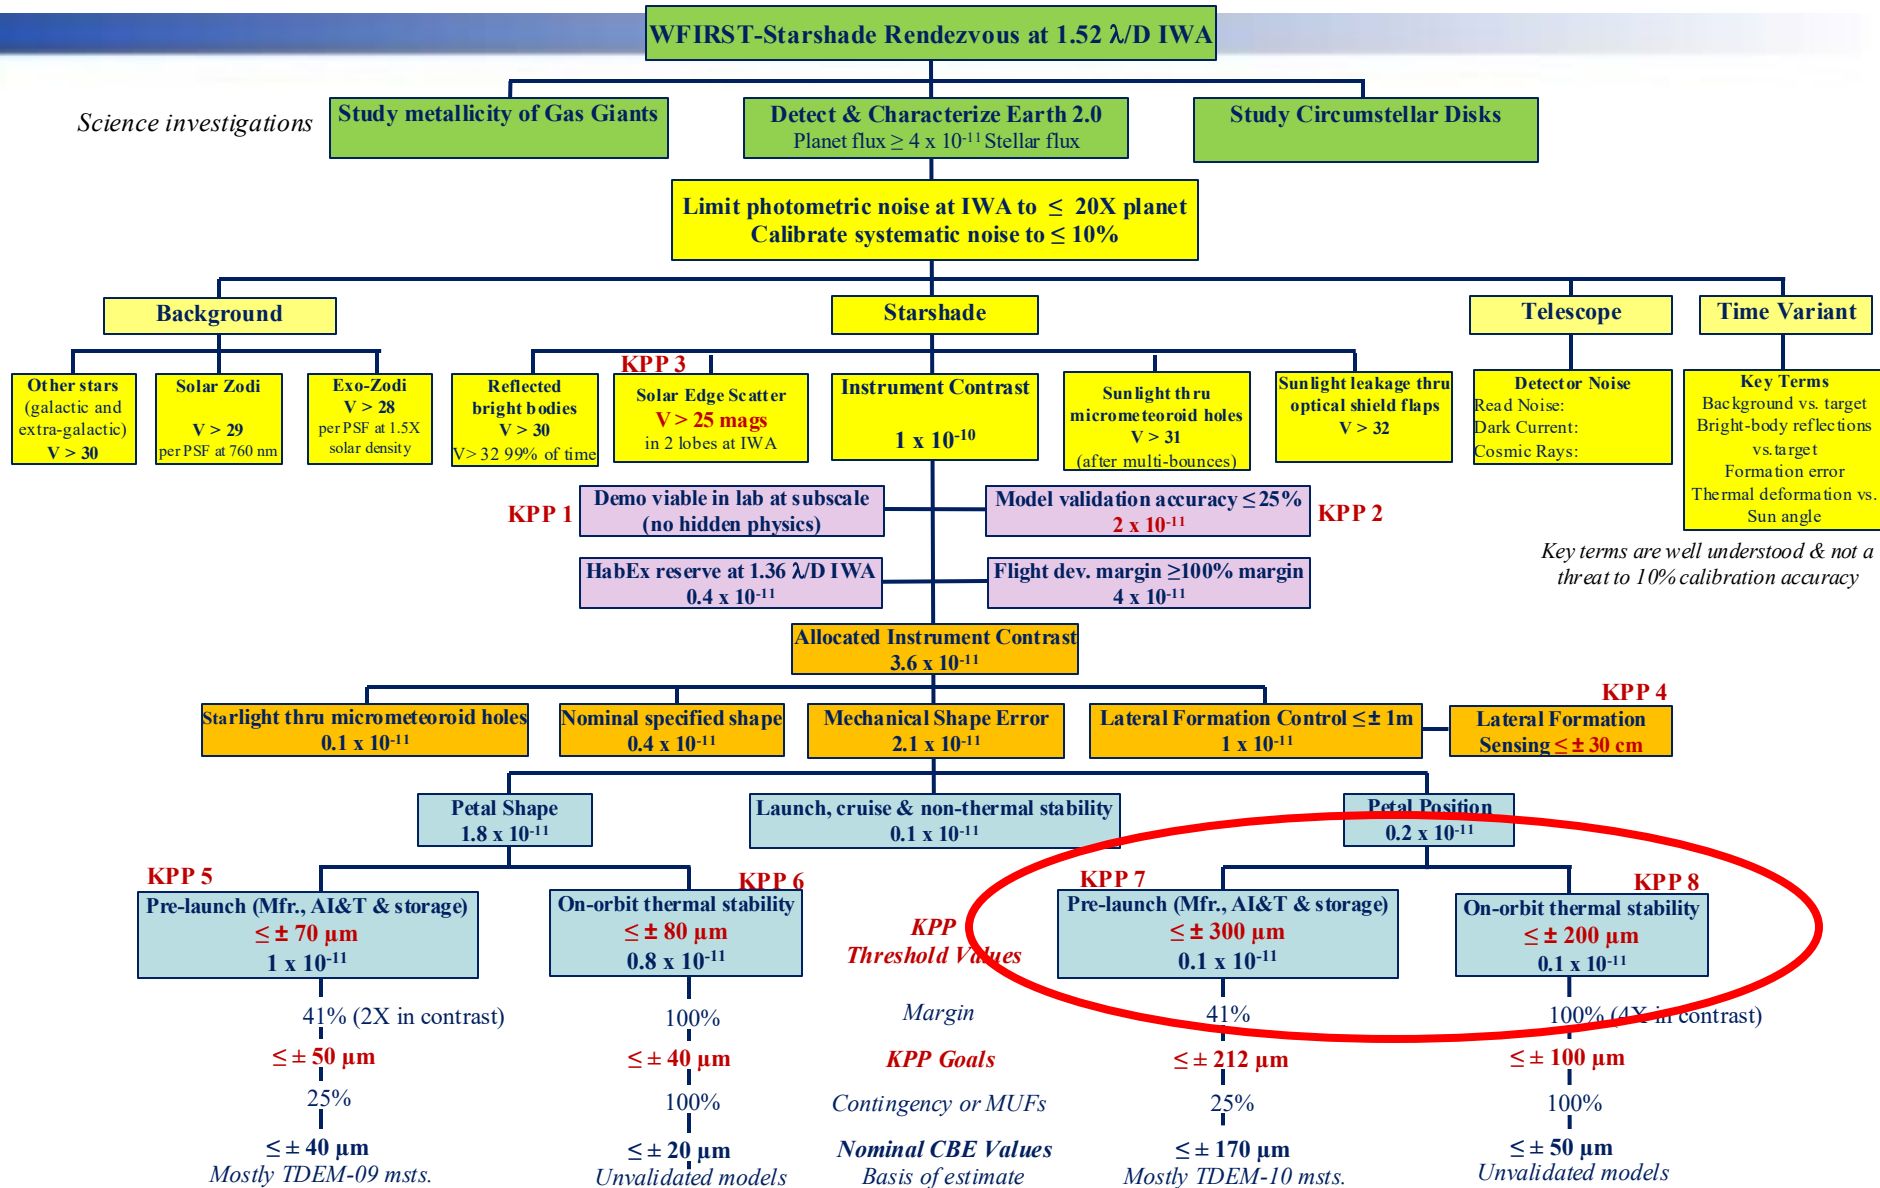 WFIRST-Starshade Rendezvous at 1.52 λ/D IWA
Science investigations
Study metallicity of Gas Giants
Detect & Characterize Earth 2.0
Planet flux ≥ 4 x 10⁻¹¹ Stellar flux
Study Circumstellar Disks
Limit photometric noise at IWA to ≤ 20X planet
Calibrate systematic noise to ≤ 10%
Background
Starshade
Telescope
Time Variant
Other stars
(galactic and
extra-galactic)
V > 30
Solar Zodi
V > 29
per PSF at 760 nm
Exo-Zodi
V > 28
per PSF at 1.5X
solar density
Reflected
bright bodies
V > 30
V> 32 99% of time
KPP 3
Solar Edge Scatter
V > 25 mags
in 2 lobes at IWA
Instrument Contrast
1 x 10⁻¹⁰
Sunlight thru
micrometeoroid holes
V > 31
(after multi-bounces)
Sunlight leakage thru
optical shield flaps
V > 32
Detector Noise
Read Noise:
Dark Current:
Cosmic Rays:
Key Terms
Background vs. target
Bright-body reflections
vs.target
Formation error
Thermal deformation vs.
Sun angle
Key terms are well understood & not a
threat to 10% calibration accuracy
KPP 1
Demo viable in lab at subscale
(no hidden physics)
Model validation accuracy ≤ 25%
2 x 10⁻¹¹
KPP 2
HabEx reserve at 1.36 λ/D IWA
0.4 x 10⁻¹¹
Flight dev. margin ≥100% margin
4 x 10⁻¹¹
Allocated Instrument Contrast
3.6 x 10⁻¹¹
Starlight thru micrometeoroid holes
0.1 x 10⁻¹¹
Nominal specified shape
0.4 x 10⁻¹¹
Mechanical Shape Error
2.1 x 10⁻¹¹
Lateral Formation Control ≤ ± 1m
1 x 10⁻¹¹
KPP 4
Lateral Formation
Sensing ≤ ± 30 cm
Petal Shape
1.8 x 10⁻¹¹
Launch, cruise & non-thermal stability
0.1 x 10⁻¹¹
Petal Position
0.2 x 10⁻¹¹
KPP 5
Pre-launch (Mfr., AI&T & storage)
≤ ± 70 µm
1 x 10⁻¹¹
KPP 6
On-orbit thermal stability
≤ ± 80 µm
0.8 x 10⁻¹¹
KPP
Threshold Values
KPP 7
Pre-launch (Mfr., AI&T & storage)
≤ ± 300 µm
0.1 x 10⁻¹¹
KPP 8
On-orbit thermal stability
≤ ± 200 µm
0.1 x 10⁻¹¹
41% (2X in contrast)
100%
Margin
41%
100% (4X in contrast)
≤ ± 50 µm
≤ ± 40 µm
KPP Goals
≤ ± 212 µm
≤ ± 100 µm
25%
100%
Contingency or MUFs
25%
100%
≤ ± 40 µm
≤ ± 20 µm
Nominal CBE Values
≤ ± 170 µm
≤ ± 50 µm
Mostly TDEM-09 msts.
Unvalidated models
Basis of estimate
Mostly TDEM-10 msts.
Unvalidated models